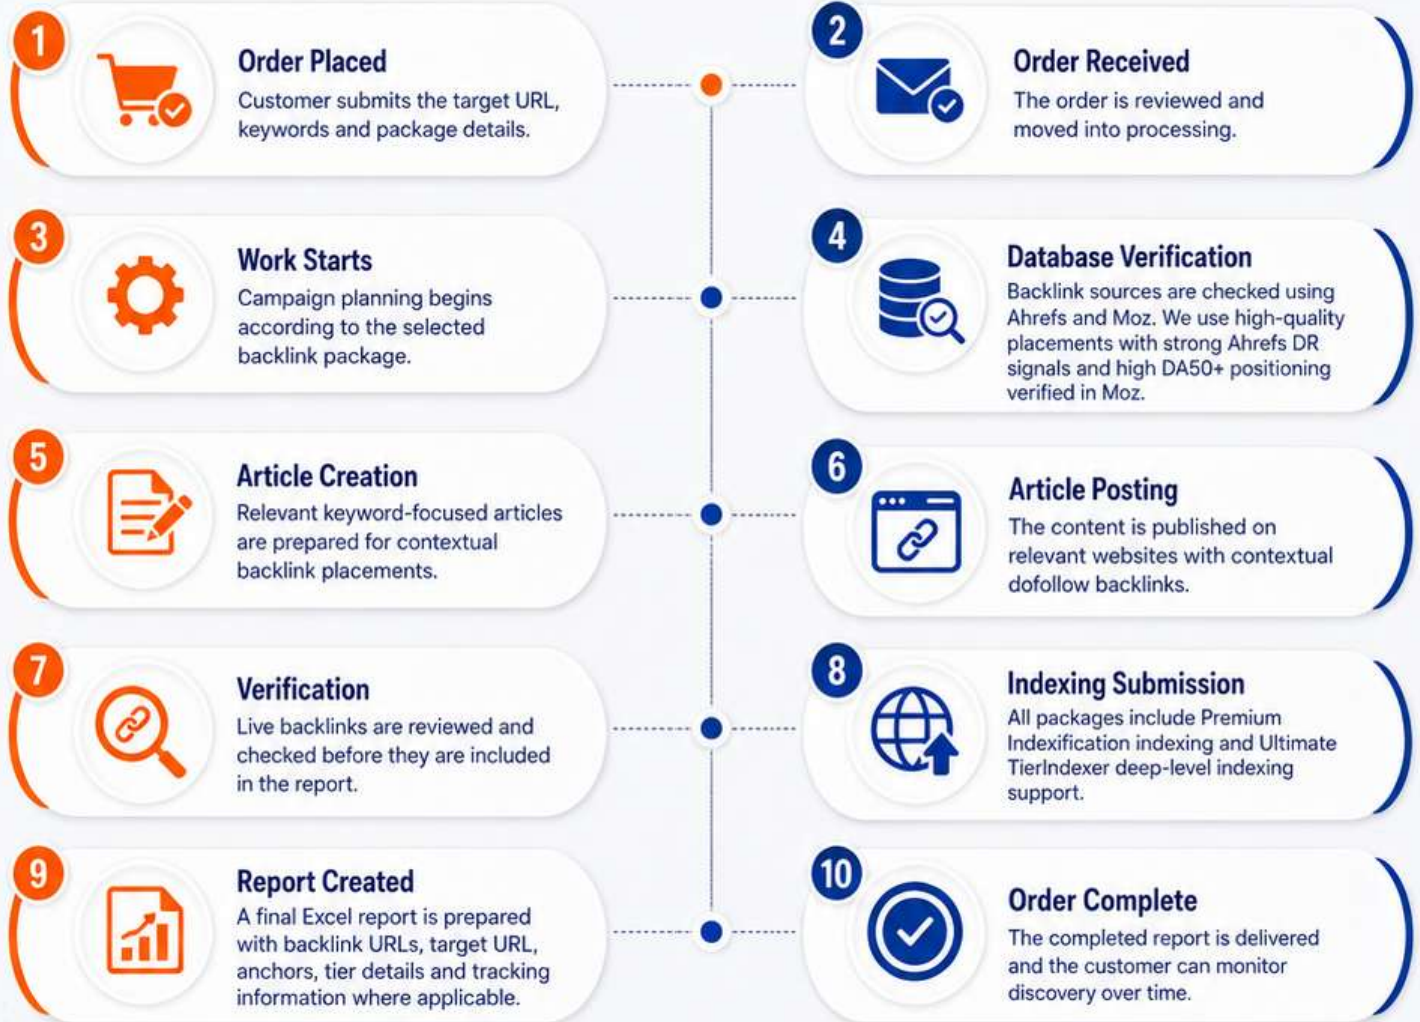 1
Order Placed
Customer submits the target URL,
keywords and package details.
2
Order Received
The order is reviewed and
moved into processing.
3
Work Starts
Campaign planning begins
according to the selected
backlink package.
4
Database Verification
Backlink sources are checked using
Ahrefs and Moz. We use high-quality
placements with strong Ahrefs DR
signals and high DA50+ positioning
verified in Moz.
5
Article Creation
Relevant keyword-focused articles
are prepared for contextual
backlink placements.
6
Article Posting
The content is published on
relevant websites with contextual
dofollow backlinks.
7
Verification
Live backlinks are reviewed and
checked before they are included
in the report.
8
Indexing Submission
All packages include Premium
Indexification indexing and Ultimate
TierIndexer deep-level indexing
support.
9
Report Created
A final Excel report is prepared
with backlink URLs, target URL,
anchors, tier details and tracking
information where applicable.
10
Order Complete
The completed report is delivered
and the customer can monitor
discovery over time.